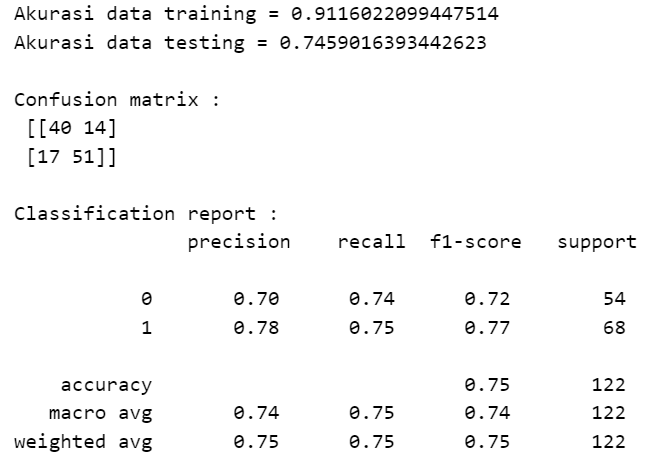 Akurasi data training = 0.9116022099447514
Akurasi data testing = 0.7459016393442623
Confusion matrix :
[[40 14]
[17 51]]
Classification report :
precision recall f1-score support
0 0.70 0.74 0.72 54
1 0.78 0.75 0.77 68
accuracy 0.75 122
macro avg 0.74 0.75 0.74 122
weighted avg 0.75 0.75 0.75 122